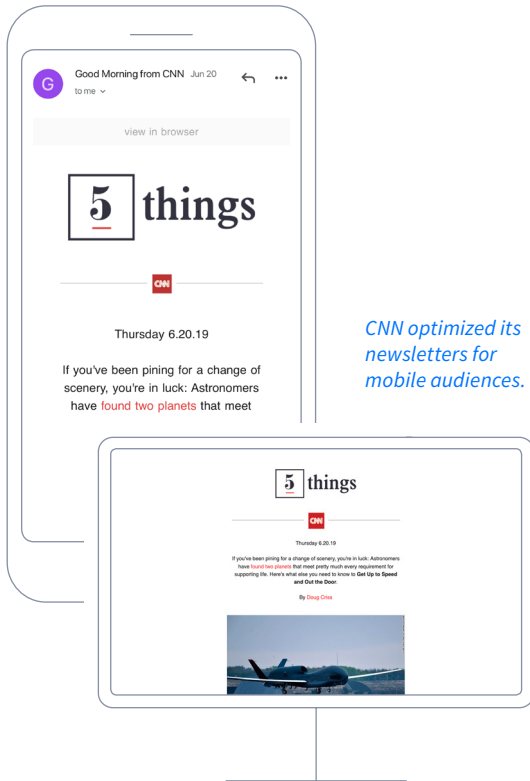 G
Good Morning from CNN Jun 20
to me
view in browser
5 things
CNN
Thursday 6.20.19
If you've been pining for a change of
scenery, you're in luck: Astronomers
have found two planets that meet
CNN optimized its
newsletters for
mobile audiences.
5 things
CNN
Thursday 6.20.19
If you've been pining for a change of scenery, you're in luck: Astronomers
have found two planets that meet pretty much every requirement for
supporting life. Here's what else you need to know to Get Up to Speed
and Out the Door.
By Doug Criss